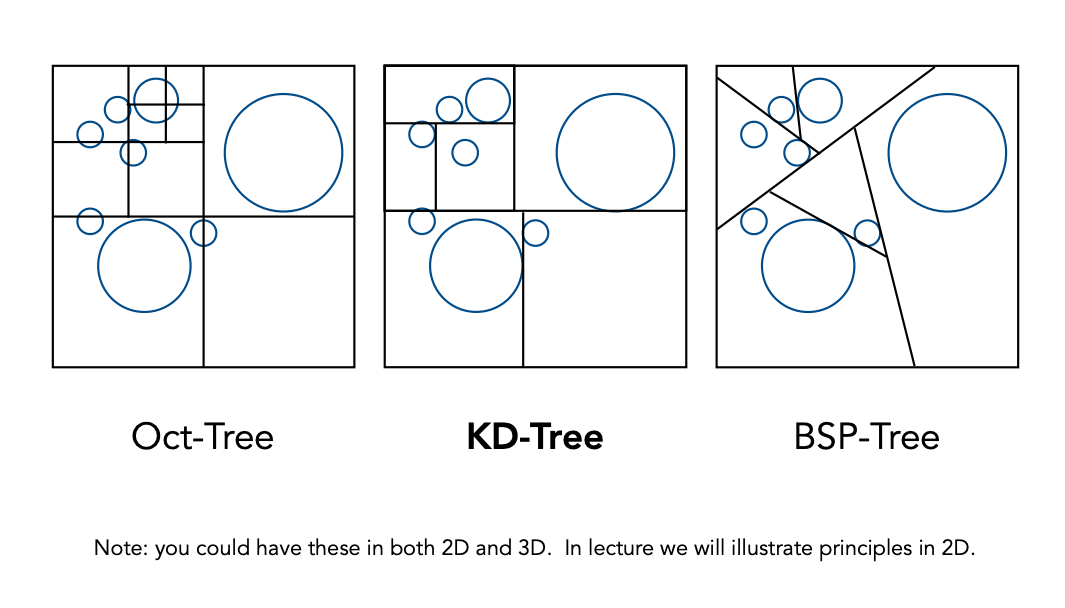 Oct-Tree
KD-Tree
BSP-Tree
Note: you could have these in both 2D and 3D.  In lecture we will illustrate principles in 2D.